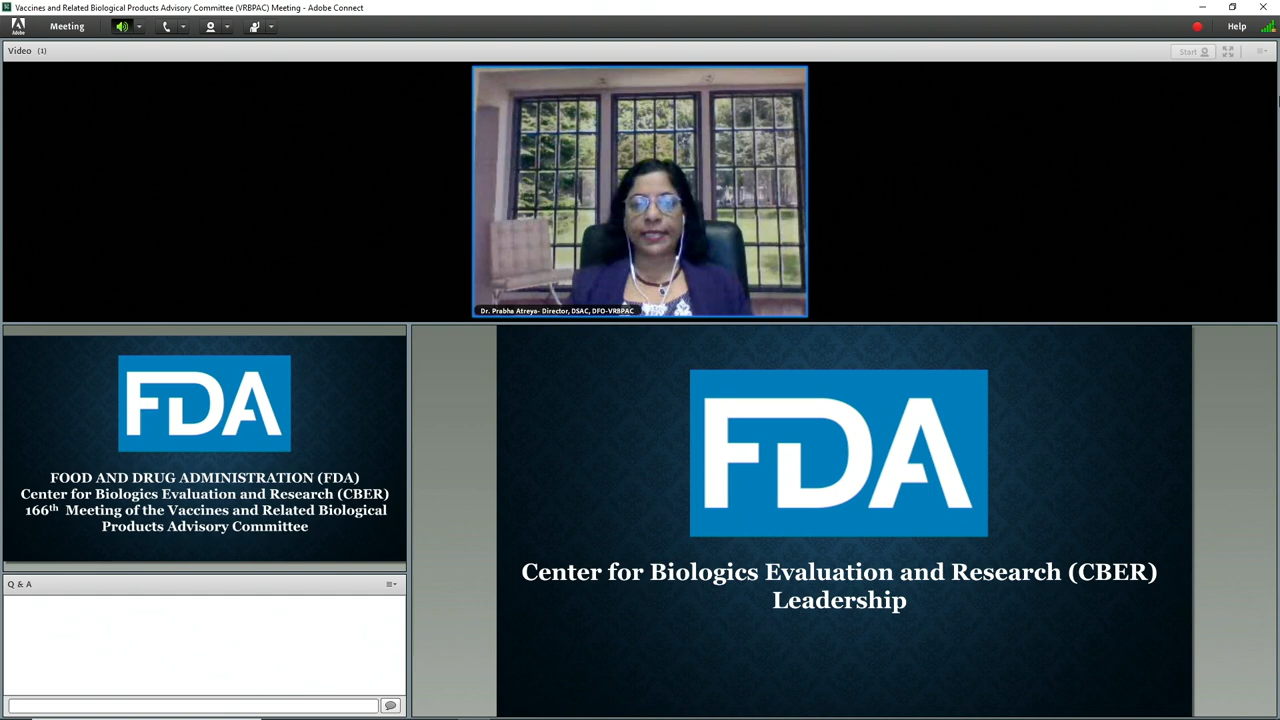 Vaccines and Related Biological Products Advisory Committee (VRBPAC) Meeting - Adobe Connect
Adobe
Meeting
Help
Video (1)
Start
Dr. Prabha Atreya- Director, DSAC, DFO-VRBPAC
FDA
FOOD AND DRUG ADMINISTRATION (FDA)
Center for Biologics Evaluation and Research (CBER)
166th Meeting of the Vaccines and Related Biological
Products Advisory Committee
Q & A
FDA
Center for Biologics Evaluation and Research (CBER)
Leadership